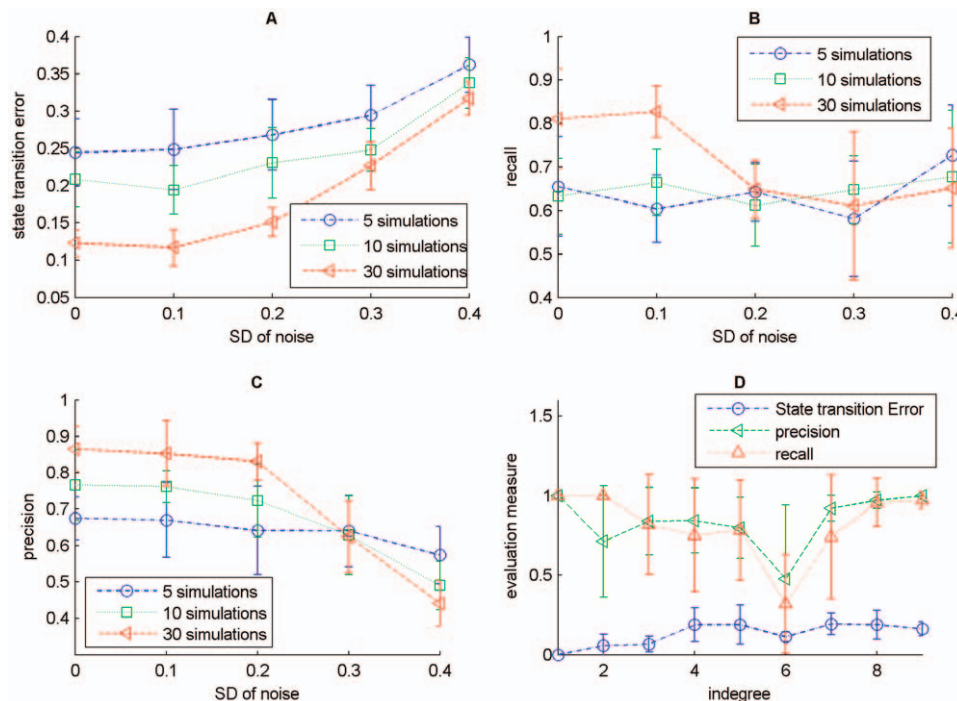 A
0.4
0.35
0.3
0.25
0.2
0.15
0.1
0.05
state transition error
5 simulations
10 simulations
30 simulations
0 0.1 0.2 0.3 0.4
SD of noise
B
1
0.9
0.8
0.7
0.6
0.5
0.4
recall
5 simulations
10 simulations
30 simulations
0 0.1 0.2 0.3 0.4
SD of noise
C
1
0.9
0.8
0.7
0.6
0.5
0.4
precision
5 simulations
10 simulations
30 simulations
0 0.1 0.2 0.3 0.4
SD of noise
D
1.5
1
0.5
0
evaluation measure
State transition Error
precision
recall
2 4 6 8
indegree